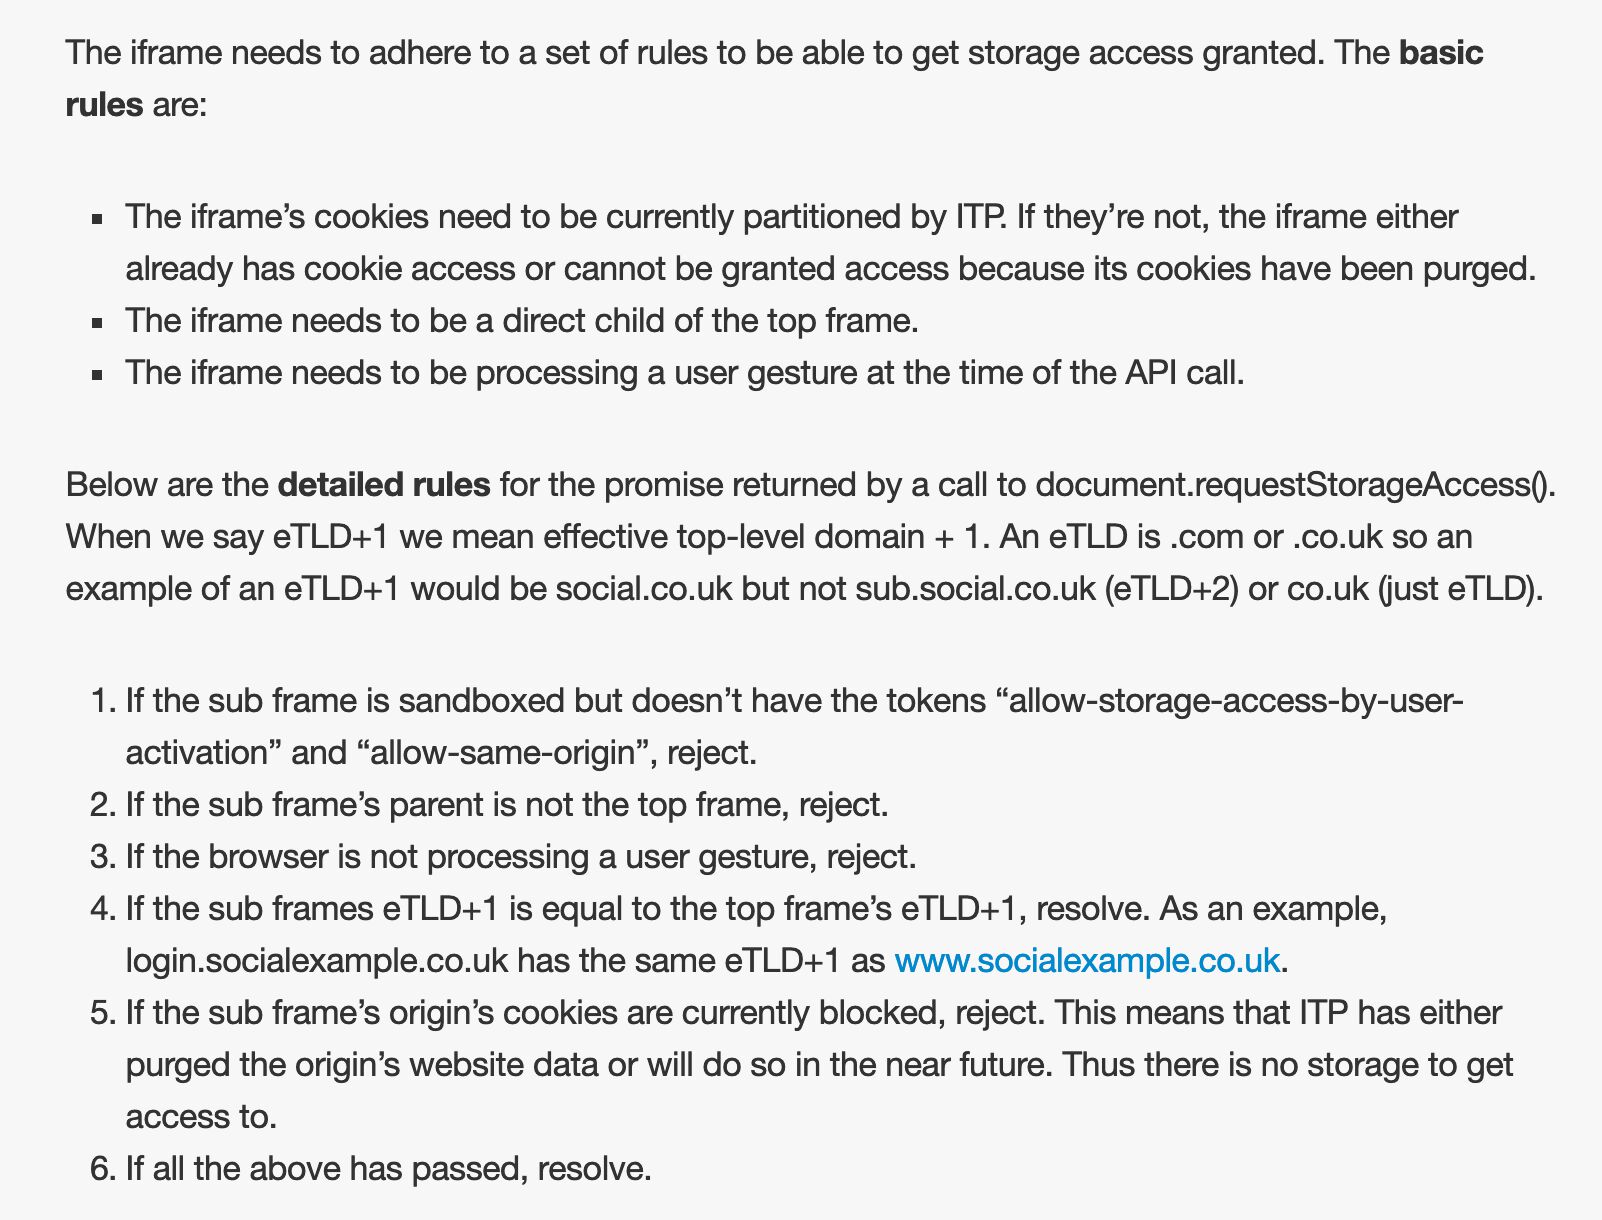 The iframe needs to adhere to a set of rules to be able to get storage access granted. The basic
rules are:
▪ The iframe’s cookies need to be currently partitioned by ITP. If they’re not, the iframe either
already has cookie access or cannot be granted access because its cookies have been purged.
▪ The iframe needs to be a direct child of the top frame.
▪ The iframe needs to be processing a user gesture at the time of the API call.
Below are the detailed rules for the promise returned by a call to document.requestStorageAccess().
When we say eTLD+1 we mean effective top-level domain + 1. An eTLD is .com or .co.uk so an
example of an eTLD+1 would be social.co.uk but not sub.social.co.uk (eTLD+2) or co.uk (just eTLD).
1. If the sub frame is sandboxed but doesn’t have the tokens “allow-storage-access-by-user-
activation” and “allow-same-origin”, reject.
2. If the sub frame’s parent is not the top frame, reject.
3. If the browser is not processing a user gesture, reject.
4. If the sub frames eTLD+1 is equal to the top frame’s eTLD+1, resolve. As an example,
login.socialexample.co.uk has the same eTLD+1 as www.socialexample.co.uk.
5. If the sub frame’s origin’s cookies are currently blocked, reject. This means that ITP has either
purged the origin’s website data or will do so in the near future. Thus there is no storage to get
access to.
6. If all the above has passed, resolve.